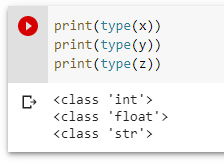 print(type(x))
print(type(y))
print(type(z))
<class 'int'>
<class 'float'>
<class 'str'>